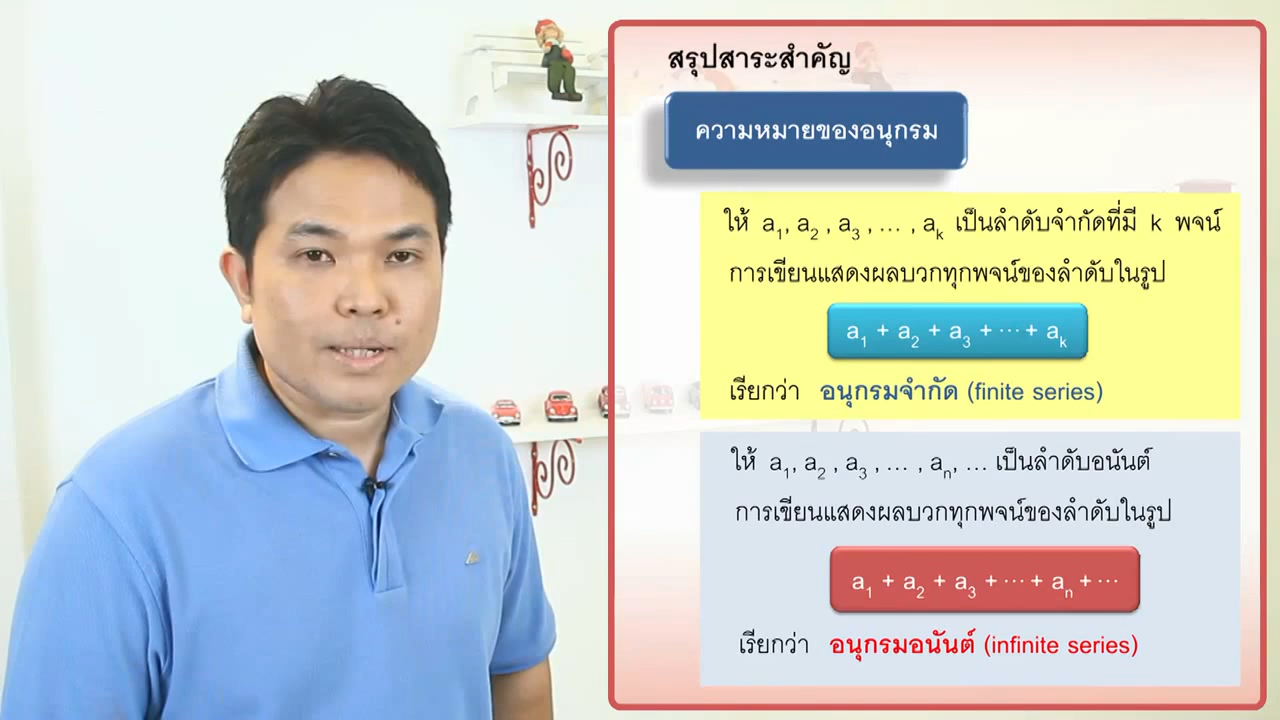 สรุปสาระสำคัญ
ความหมายของอนุกรม
ให้ a₁, a₂ , a₃ , … , aₖ เป็นลำดับจำกัดที่มี k พจน์
การเขียนแสดงผลบวกทุกพจน์ของลำดับในรูป
a₁ + a₂ + a₃ + ⋯ + aₖ
เรียกว่า อนุกรมจำกัด (finite series)
ให้ a₁, a₂ , a₃ , … , aₙ, … เป็นลำดับอนันต์
การเขียนแสดงผลบวกทุกพจน์ของลำดับในรูป
a₁ + a₂ + a₃ + ⋯ + aₙ + ⋯
เรียกว่า อนุกรมอนันต์ (infinite series)